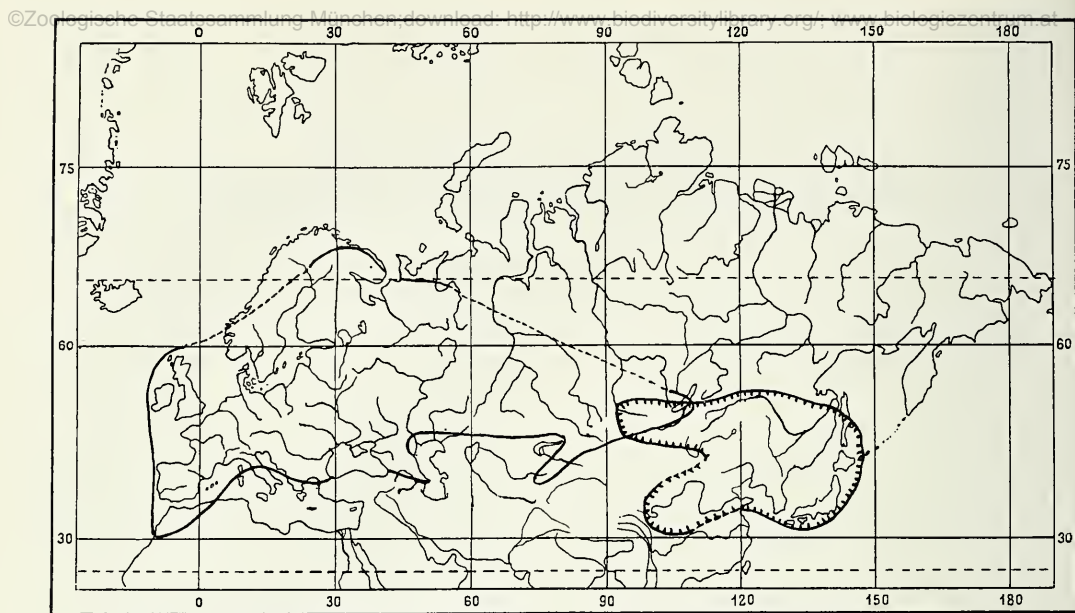 ©Zoologische Staatssammlung München;download: http://www.biodiversitylibrary.org/; www.biologiezentrum.at
0 30 60 90 120 150 180
75 75
60 60
30 30
0 30 60 90 120 150 180